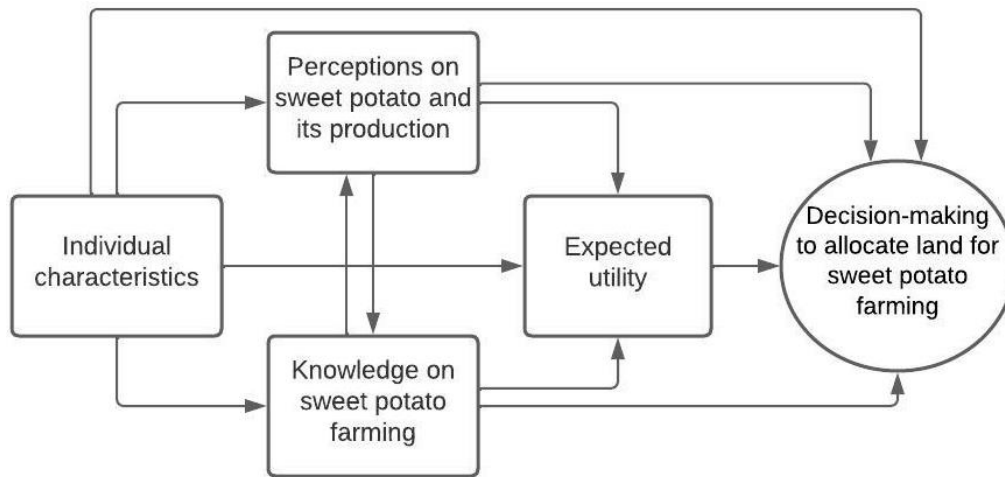 Perceptions on
sweet potato and
its production
Individual
characteristics
Expected
utility
Decision-making
to allocate land for
sweet potato
farming
Knowledge on
sweet potato
farming